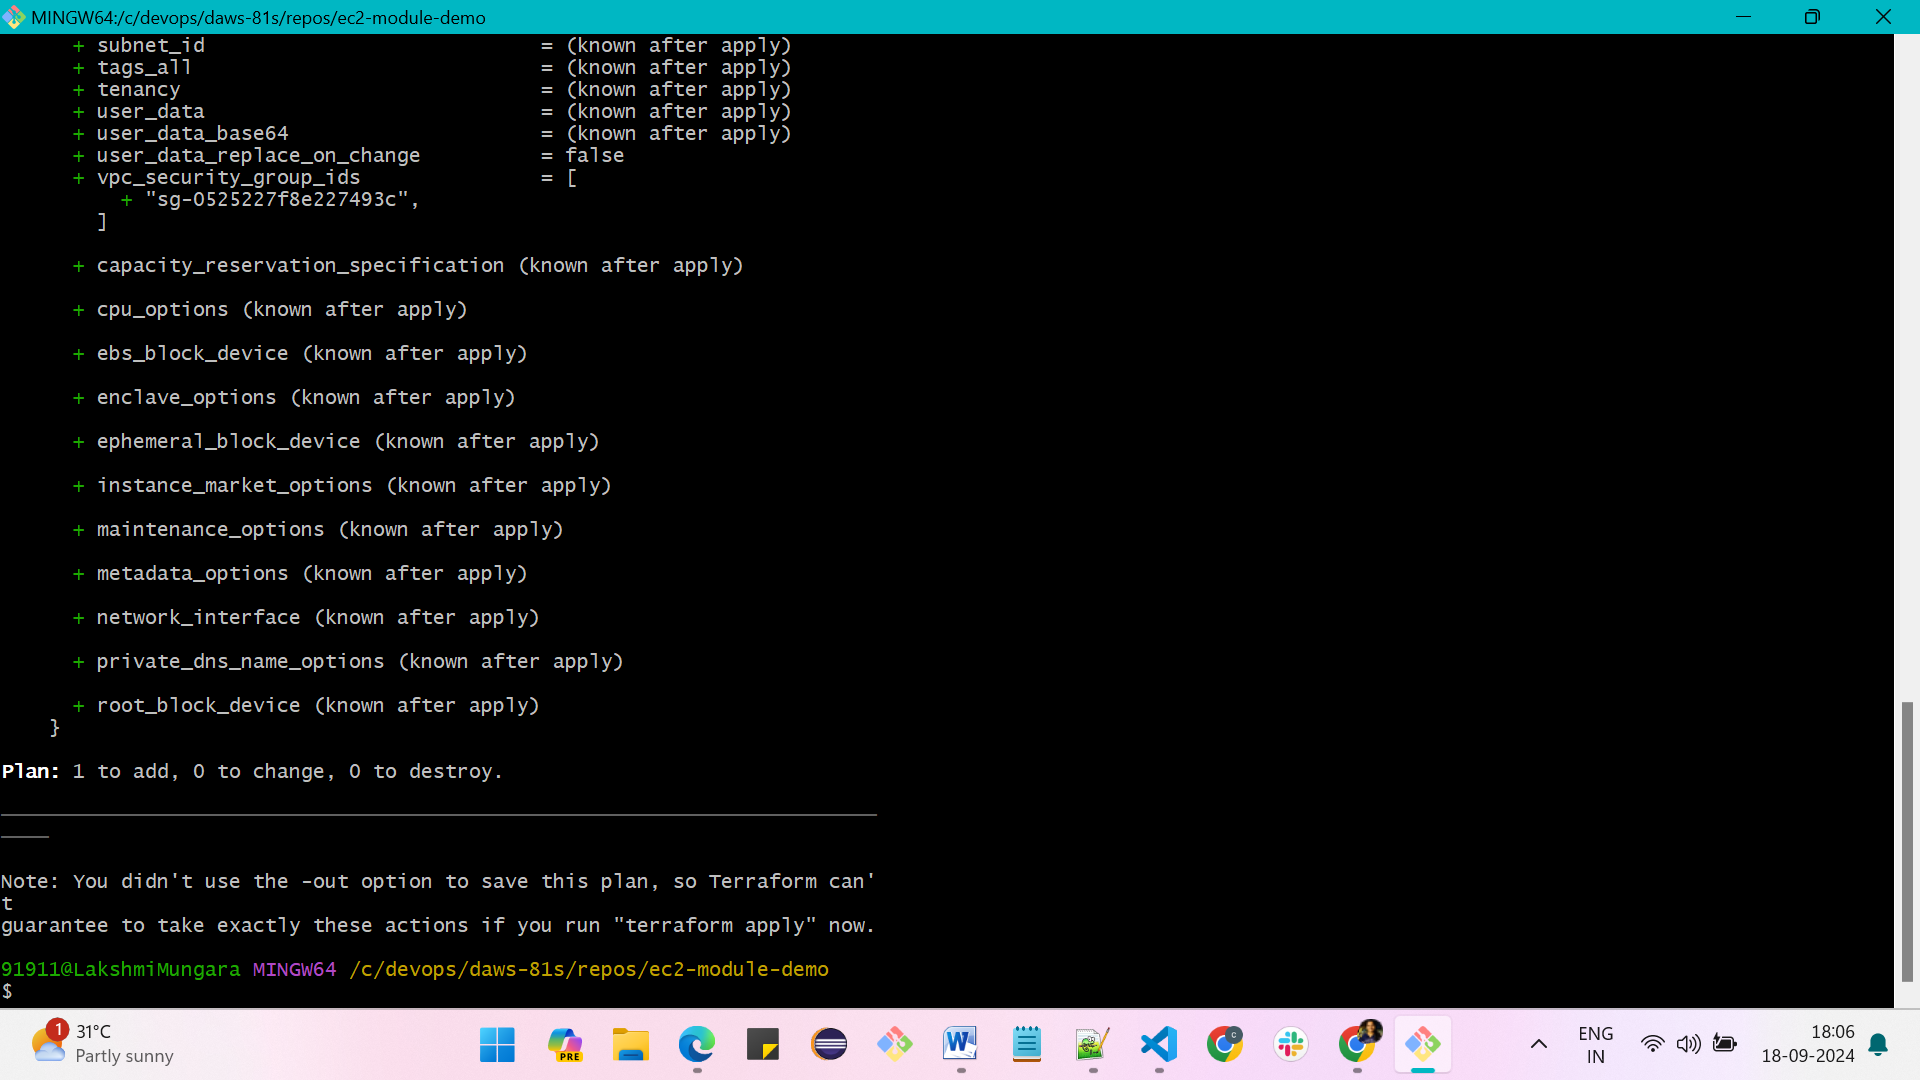 MINGW64:/c/devops/daws-81s/repos/ec2-module-demo
+ subnet_id = (known after apply)
+ tags_all = (known after apply)
+ tenancy = (known after apply)
+ user_data = (known after apply)
+ user_data_base64 = (known after apply)
+ user_data_replace_on_change = false
+ vpc_security_group_ids = [
+ "sg-0525227f8e227493c",
]
+ capacity_reservation_specification (known after apply)
+ cpu_options (known after apply)
+ ebs_block_device (known after apply)
+ enclave_options (known after apply)
+ ephemeral_block_device (known after apply)
+ instance_market_options (known after apply)
+ maintenance_options (known after apply)
+ metadata_options (known after apply)
+ network_interface (known after apply)
+ private_dns_name_options (known after apply)
+ root_block_device (known after apply)
}
Plan: 1 to add, 0 to change, 0 to destroy.
Note: You didn't use the -out option to save this plan, so Terraform can'
t
guarantee to take exactly these actions if you run "terraform apply" now.
91911@LakshmiMungara MINGW64 /c/devops/daws-81s/repos/ec2-module-demo
$
1
31°C
Partly sunny
PRE
W
C
ENG
IN
18:06
18-09-2024